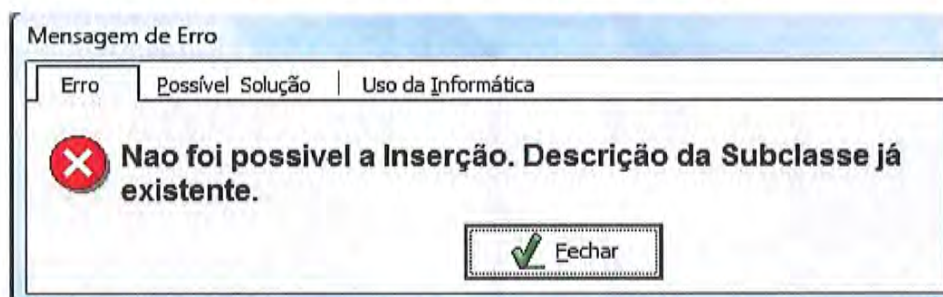 Mensagem de Erro
Erro Possível Solução Uso da Informática
Nao foi possivel a Inserção. Descrição da Subclasse já
existente.
Fechar